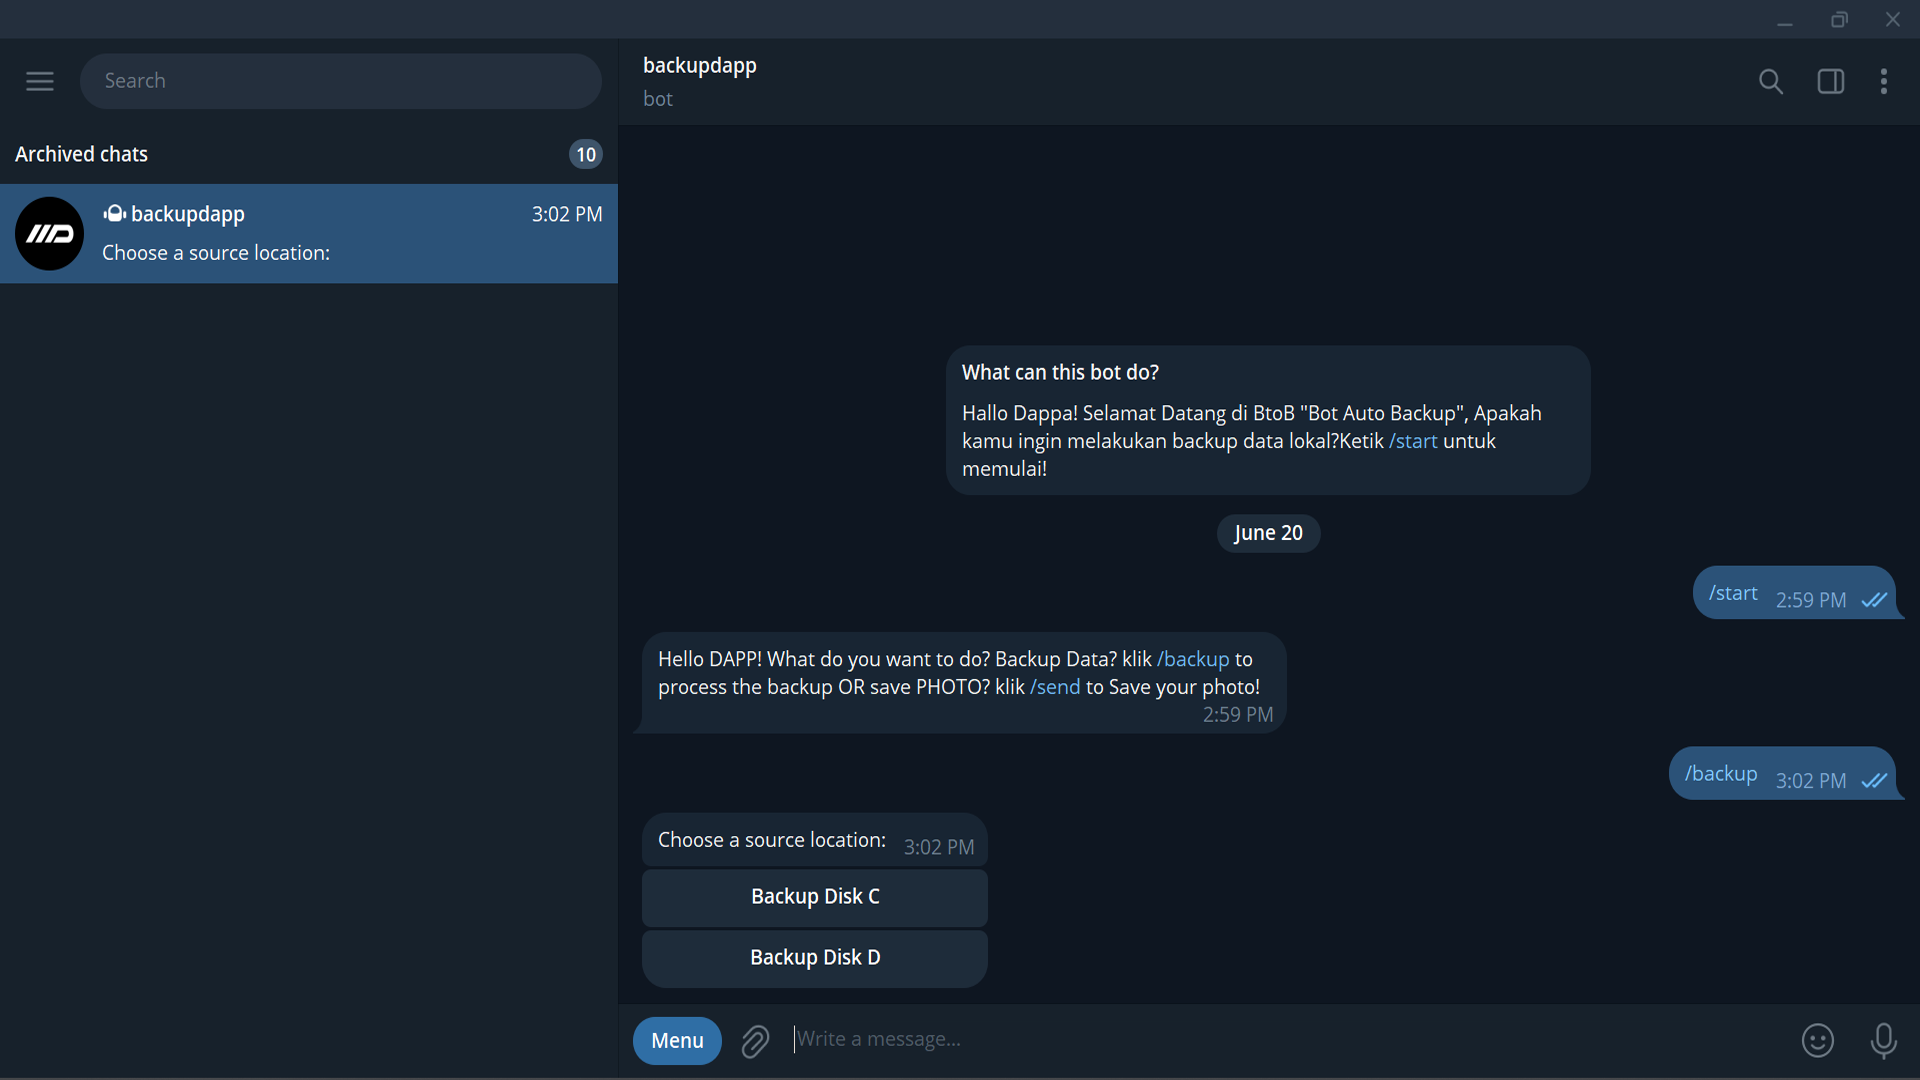 Search
Archived chats
10
backupdapp
3:02 PM
Choose a source location:
backupdapp
bot
What can this bot do?
Hallo Dappa! Selamat Datang di BtoB "Bot Auto Backup", Apakah
kamu ingin melakukan backup data lokal?Ketik /start untuk
memulai!
June 20
/start 2:59 PM
Hello DAPP! What do you want to do? Backup Data? klik /backup to
process the backup OR save PHOTO? klik /send to Save your photo!
2:59 PM
/backup 3:02 PM
Choose a source location: 3:02 PM
Backup Disk C
Backup Disk D
Menu
Write a message...